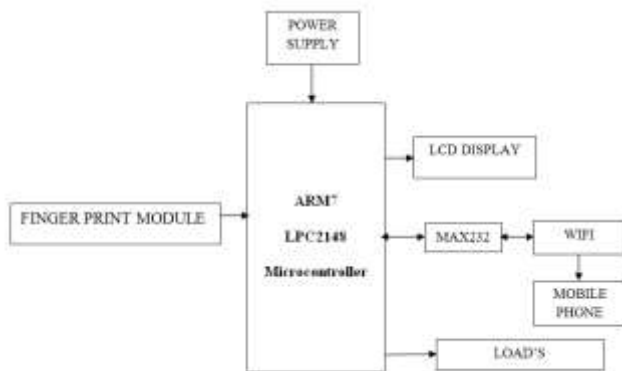 POWER
SUPPLY
LCD DISPLAY
ARM7
FINGER PRINT MODULE
LPC2148
MAX232
WIFI
Microcontroller
MOBILE
PHONE
LOAD'S